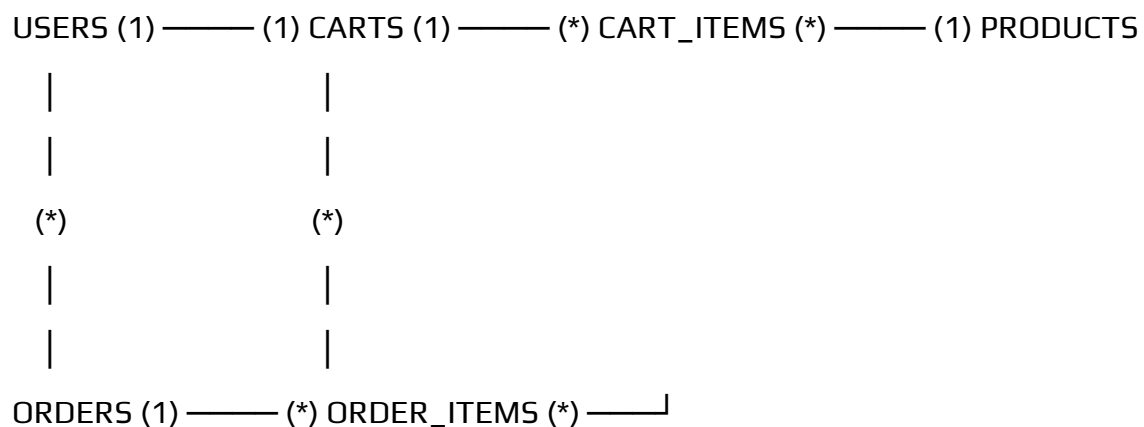 USERS (1) ───── (1) CARTS (1) ───── (*) CART_ITEMS (*) ───── (1) PRODUCTS
│ │
│ │
(*) (*)
│ │
│ │
ORDERS (1) ───── (*) ORDER_ITEMS (*) ────┘